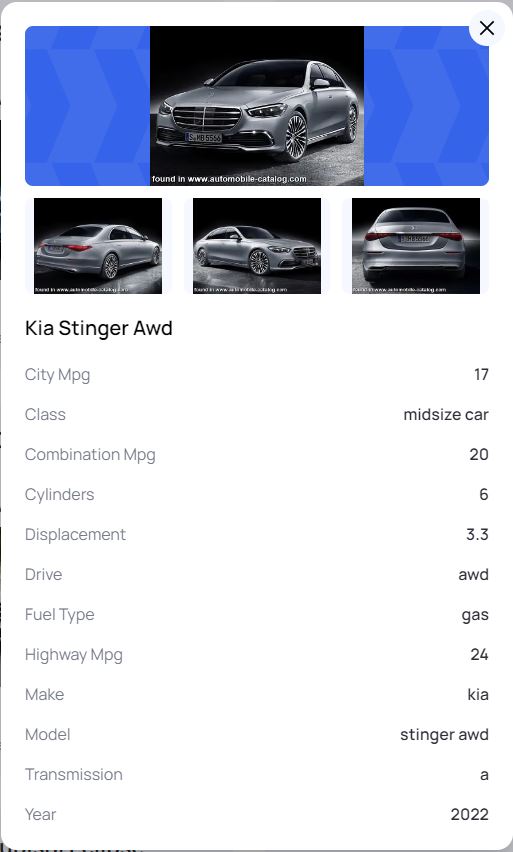 S MB5566
found in www.automobile-catalog.com
found in www.automobile-catalog.com
found in www.automobile-catalog.com
found in www.automobile-catalog.com
Kia Stinger Awd
City Mpg 17
Class midsize car
Combination Mpg 20
Cylinders 6
Displacement 3.3
Drive awd
Fuel Type gas
Highway Mpg 24
Make kia
Model stinger awd
Transmission a
Year 2022